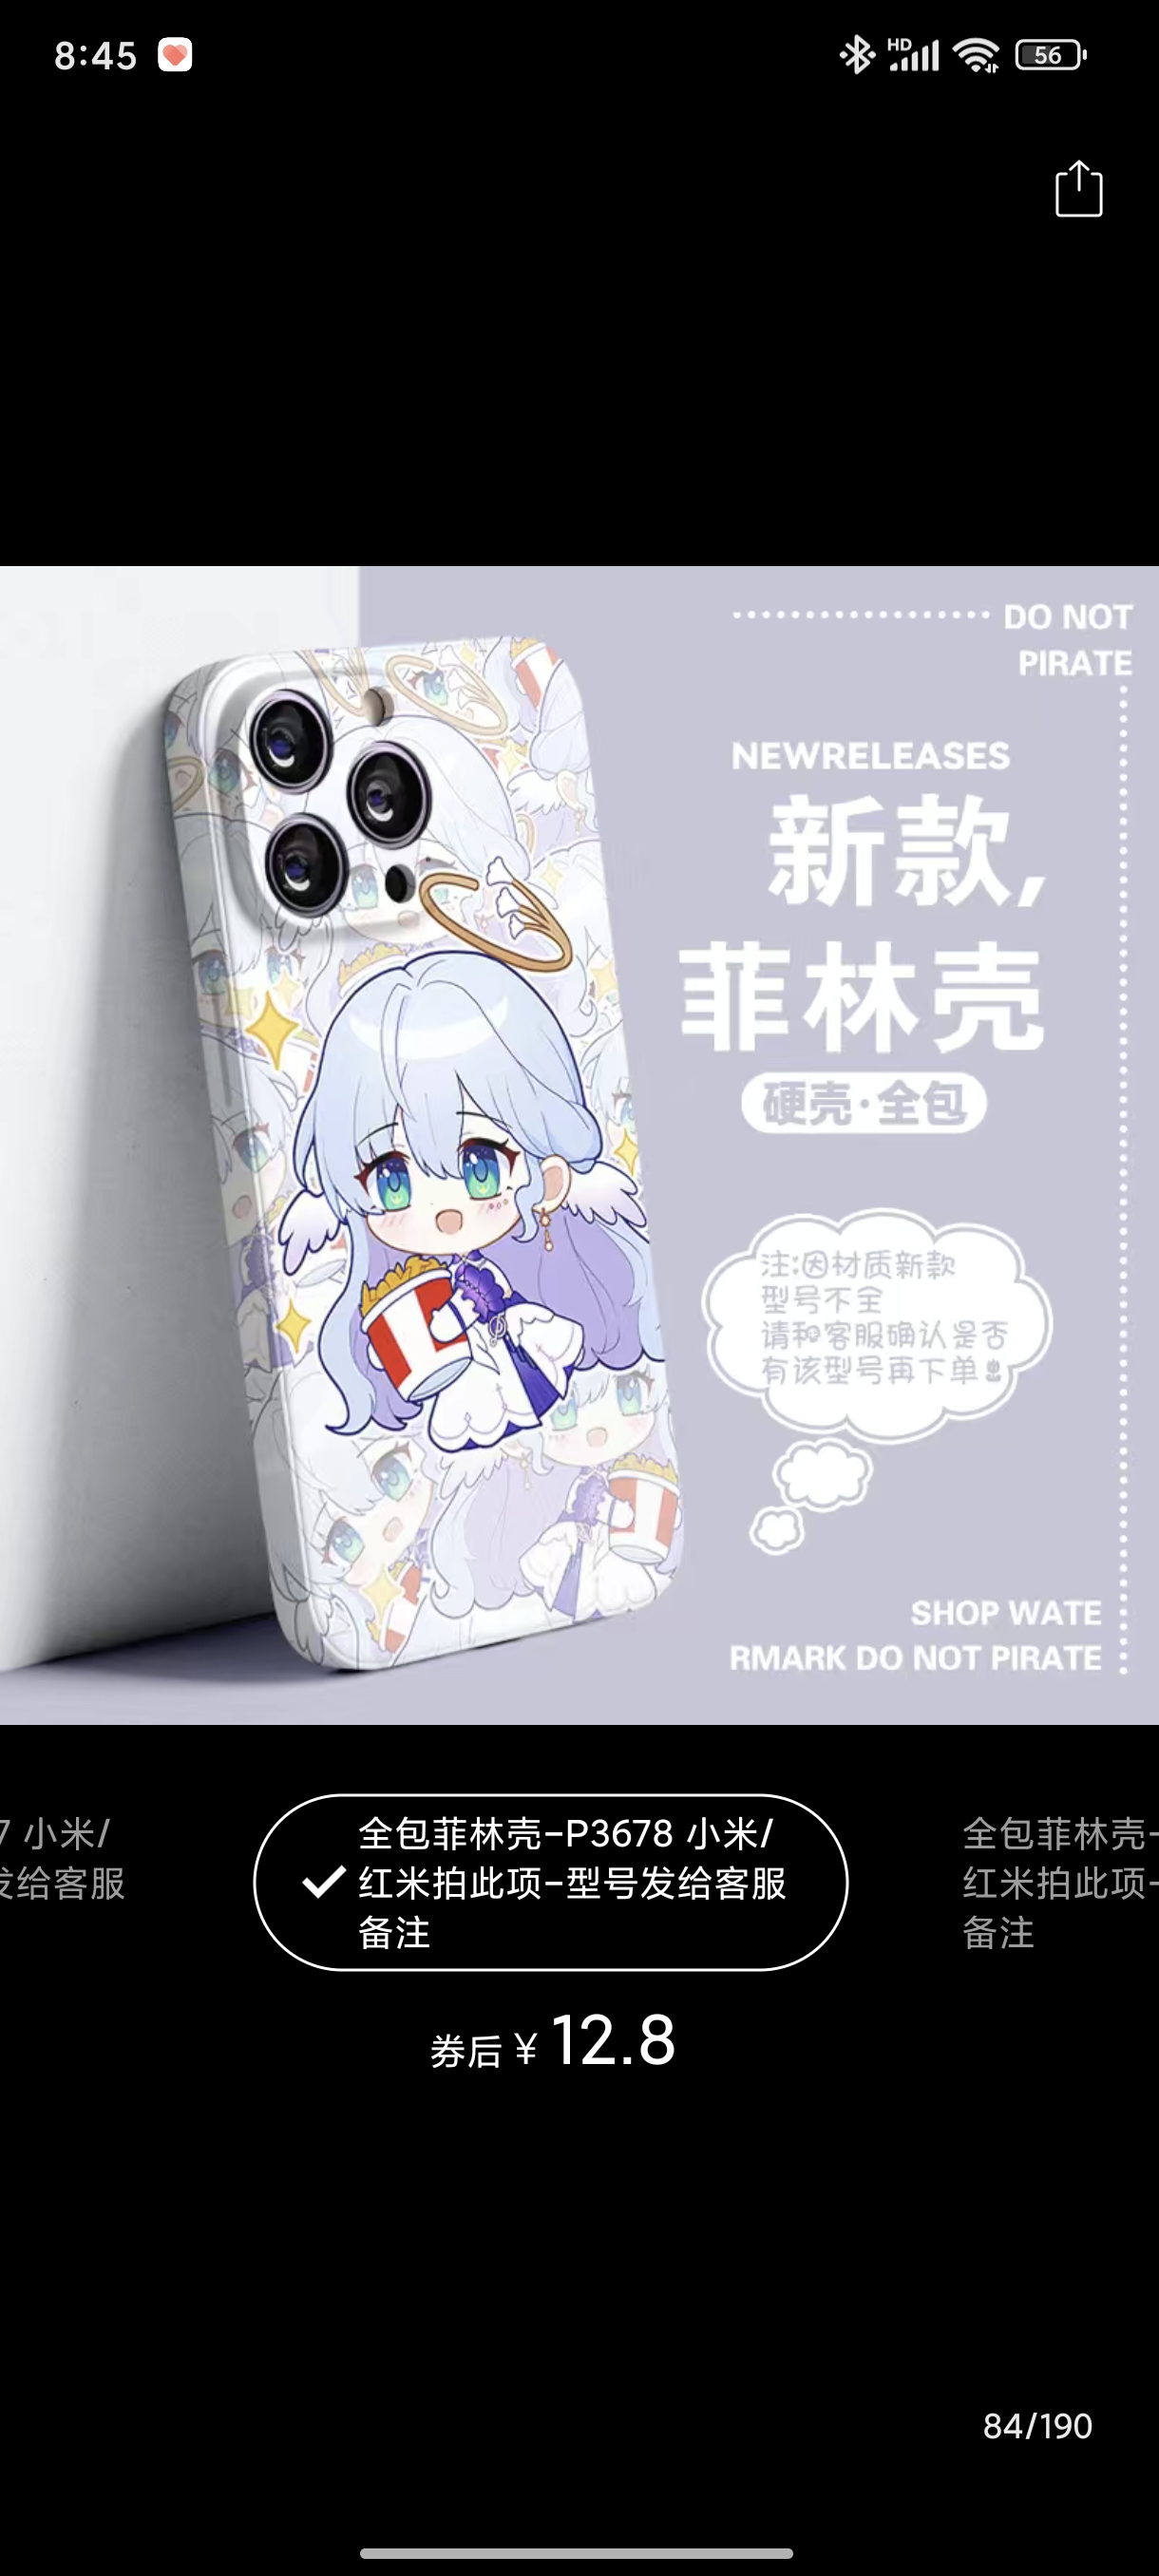 8:45
HD
56
DO NOT
PIRATE
NEWRELEASES
新款,
菲林壳
硬壳·全包
注:因材质新款
型号不全
请和客服确认是否
有该型号再下单
SHOP WATE
RMARK DO NOT PIRATE
7 小米/
发给客服
全包菲林壳-P3678 小米/
红米拍此项-型号发给客服
备注
全包菲林壳-
红米拍此项-
备注
券后 ¥ 12.8
84/190